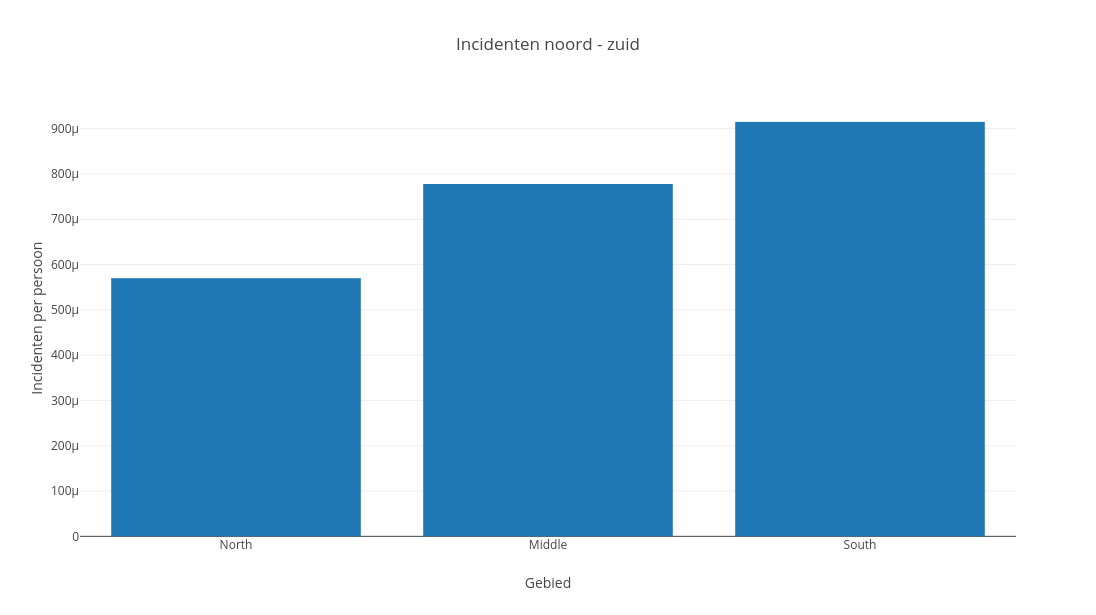 Incidenten noord - zuid
Incidenten per persoon
900µ
800µ
700µ
600µ
500µ
400µ
300µ
200µ
100µ
0
North
Middle
South
Gebied